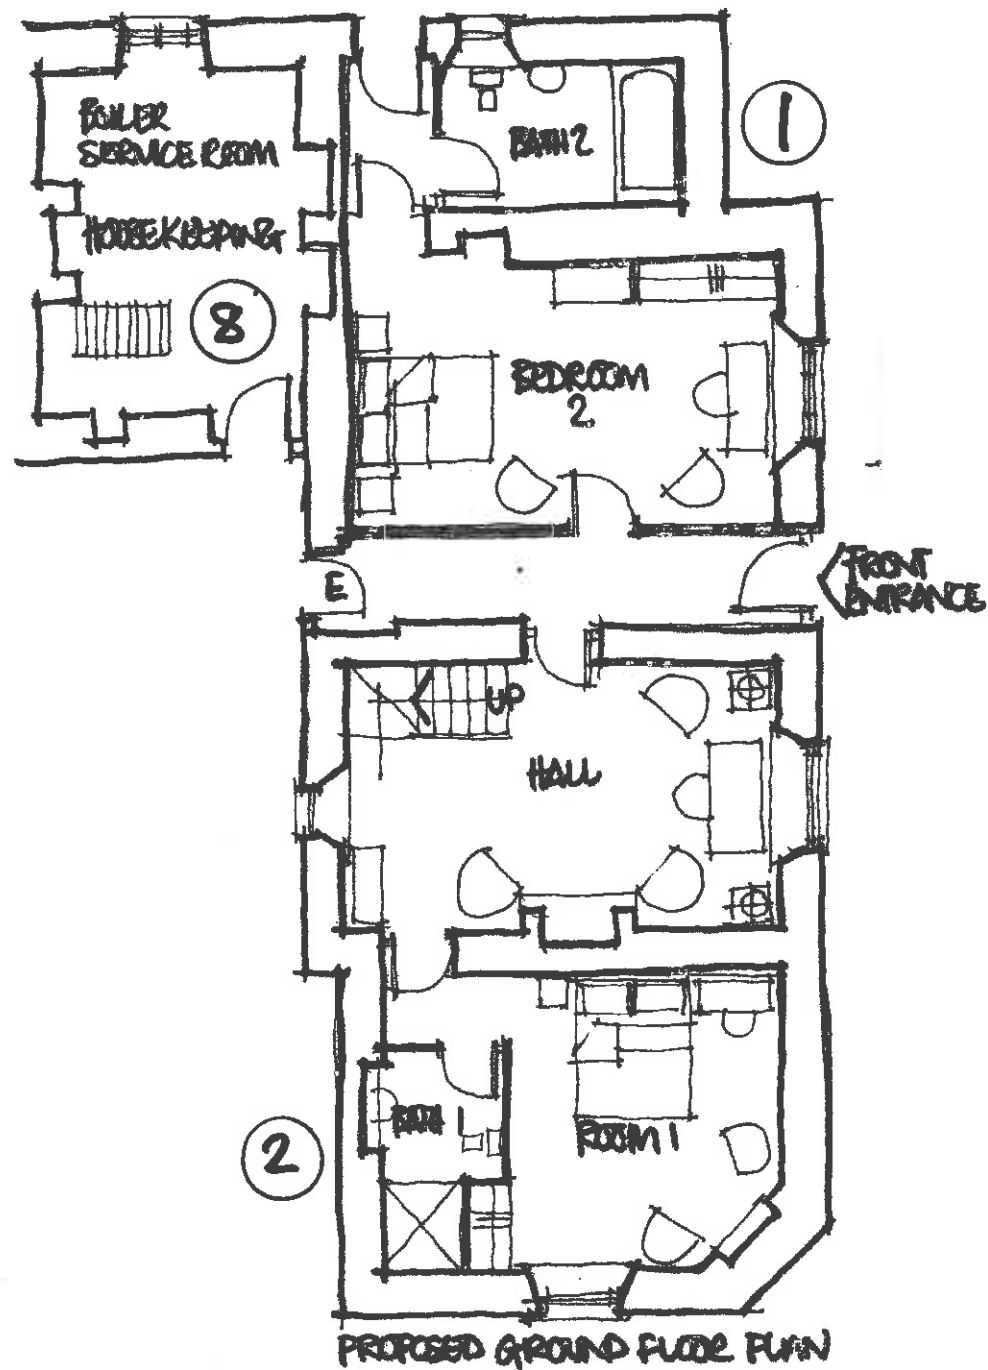 1
BOILER
SERVICE ROOM
BATH 2
HOUSEKEEPING
8
BEDROOM
2
E
FRONT
ENTRANCE
UP
HALL
BATH 1
ROOM 1
2
PROPOSED GROUND FLOOR PLAN